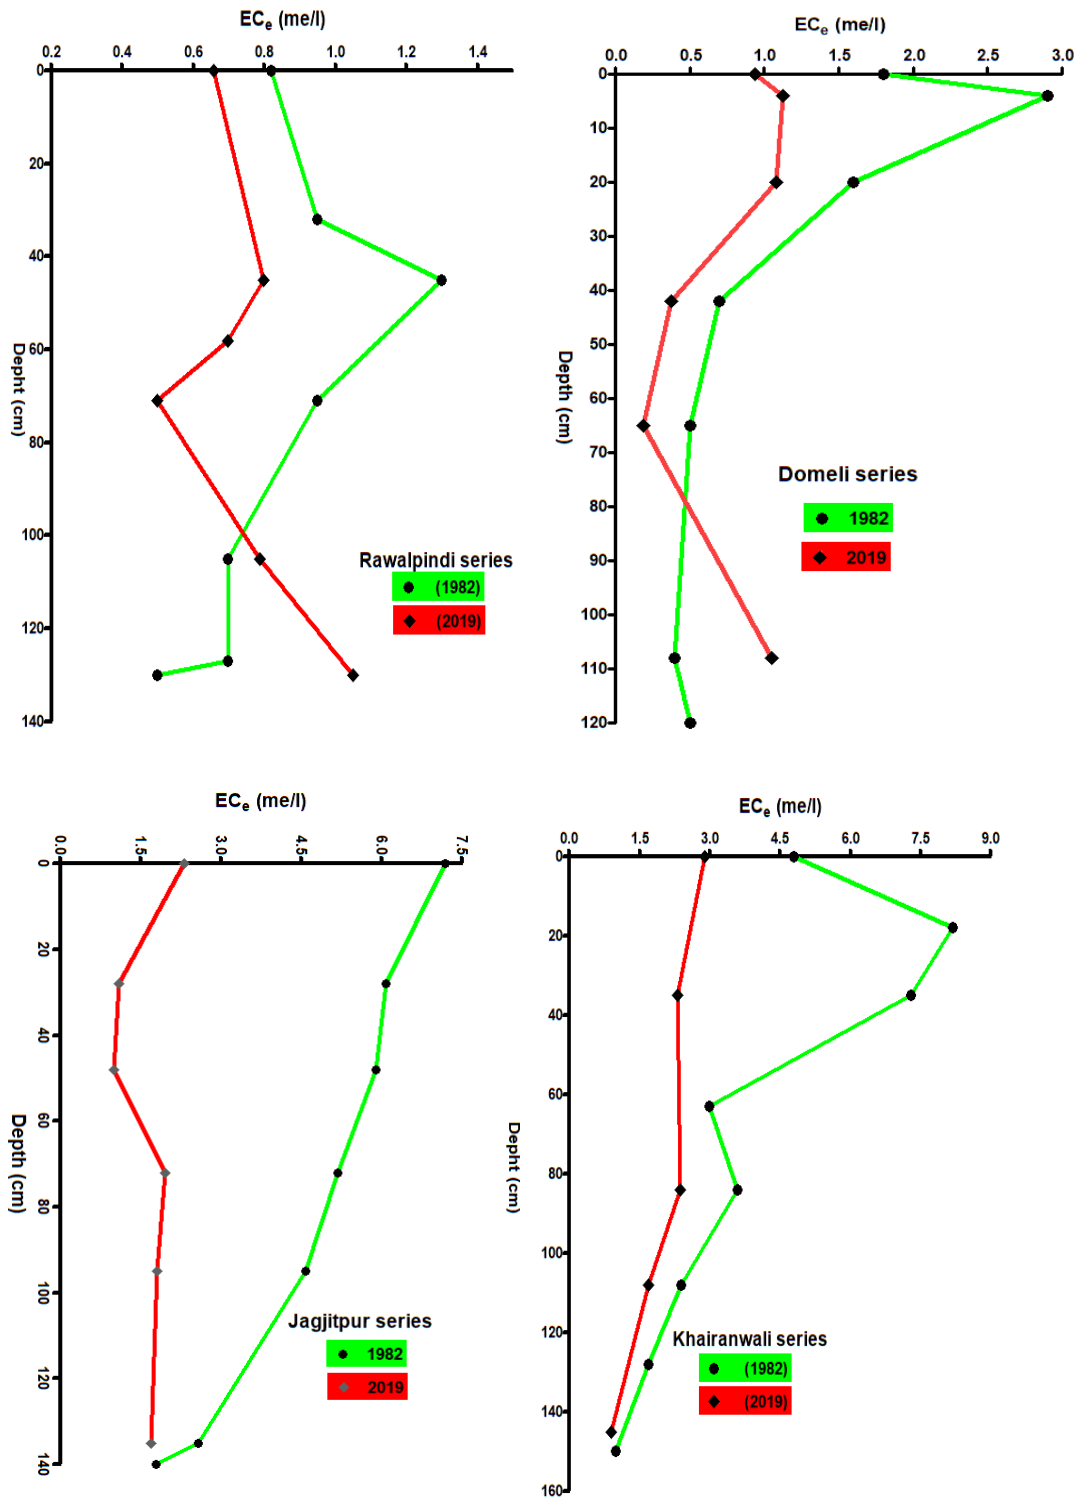 ECe (me/l)
0.2 0.4 0.6 0.8 1.0 1.2 1.4
0
20
40
60
80
100
120
140
Depht (cm)
Rawalpindi series
(1982)
(2019)
ECe (me/l)
0.0 0.5 1.0 1.5 2.0 2.5 3.0
0
10
20
30
40
50
60
70
80
90
100
110
120
Depth (cm)
Domeli series
1982
2019
ECe (me/l)
0.0 1.5 3.0 4.5 6.0 7.5
0
20
40
60
80
100
120
140
Depth (cm)
Jagjitpur series
1982
2019
ECe (me/l)
0.0 1.5 3.0 4.5 6.0 7.5 9.0
0
20
40
60
80
100
120
140
160
Depht (cm)
Khairanwali series
(1982)
(2019)